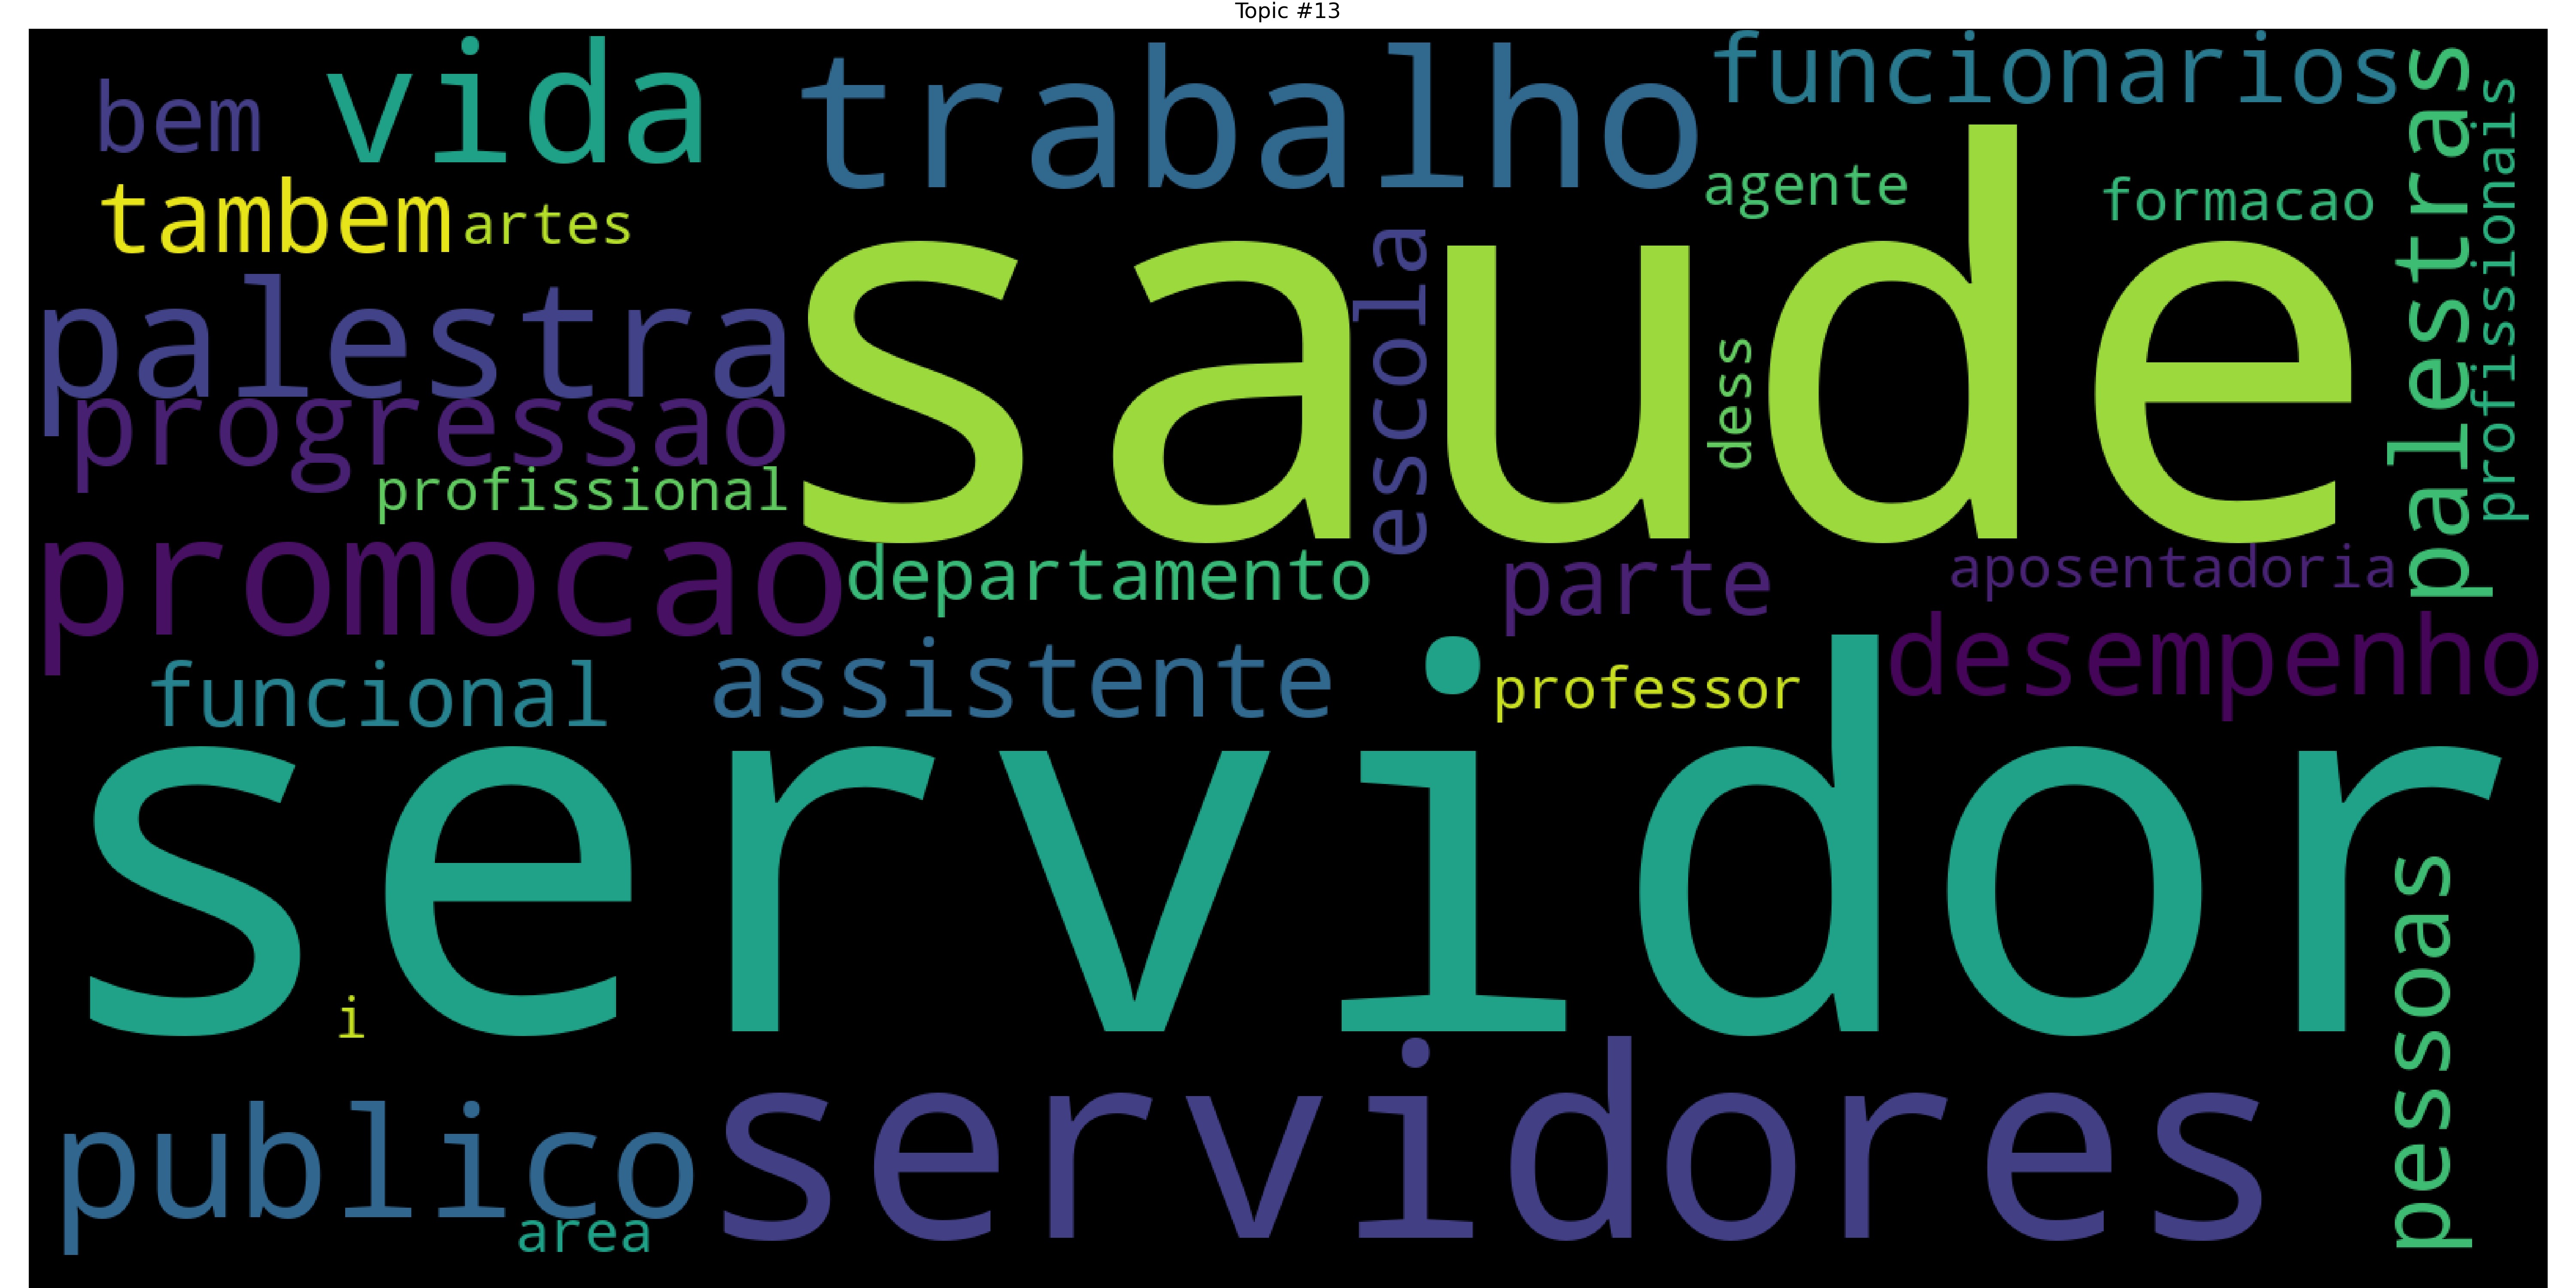 Topic #13
bem
vida
trabalho
funcionarios
palestras
profissionais
tambem
artes
agente
formacao
saude
escola
dess
palestra
progressao
profissional
promocao
departamento
parte
aposentadoria
funcional
assistente
professor
desempenho
servidor
i
pessoas
publico
servidores
area